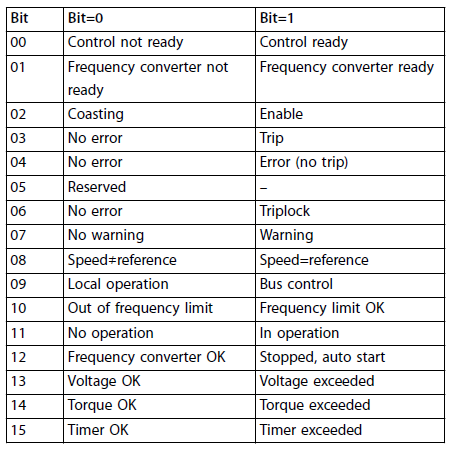 Bit Bit=0 Bit=1
00 Control not ready Control ready
01 Frequency converter not Frequency converter ready
ready
02 Coasting Enable
03 No error Trip
04 No error Error (no trip)
05 Reserved –
06 No error Triplock
07 No warning Warning
08 Speed≠reference Speed=reference
09 Local operation Bus control
10 Out of frequency limit Frequency limit OK
11 No operation In operation
12 Frequency converter OK Stopped, auto start
13 Voltage OK Voltage exceeded
14 Torque OK Torque exceeded
15 Timer OK Timer exceeded